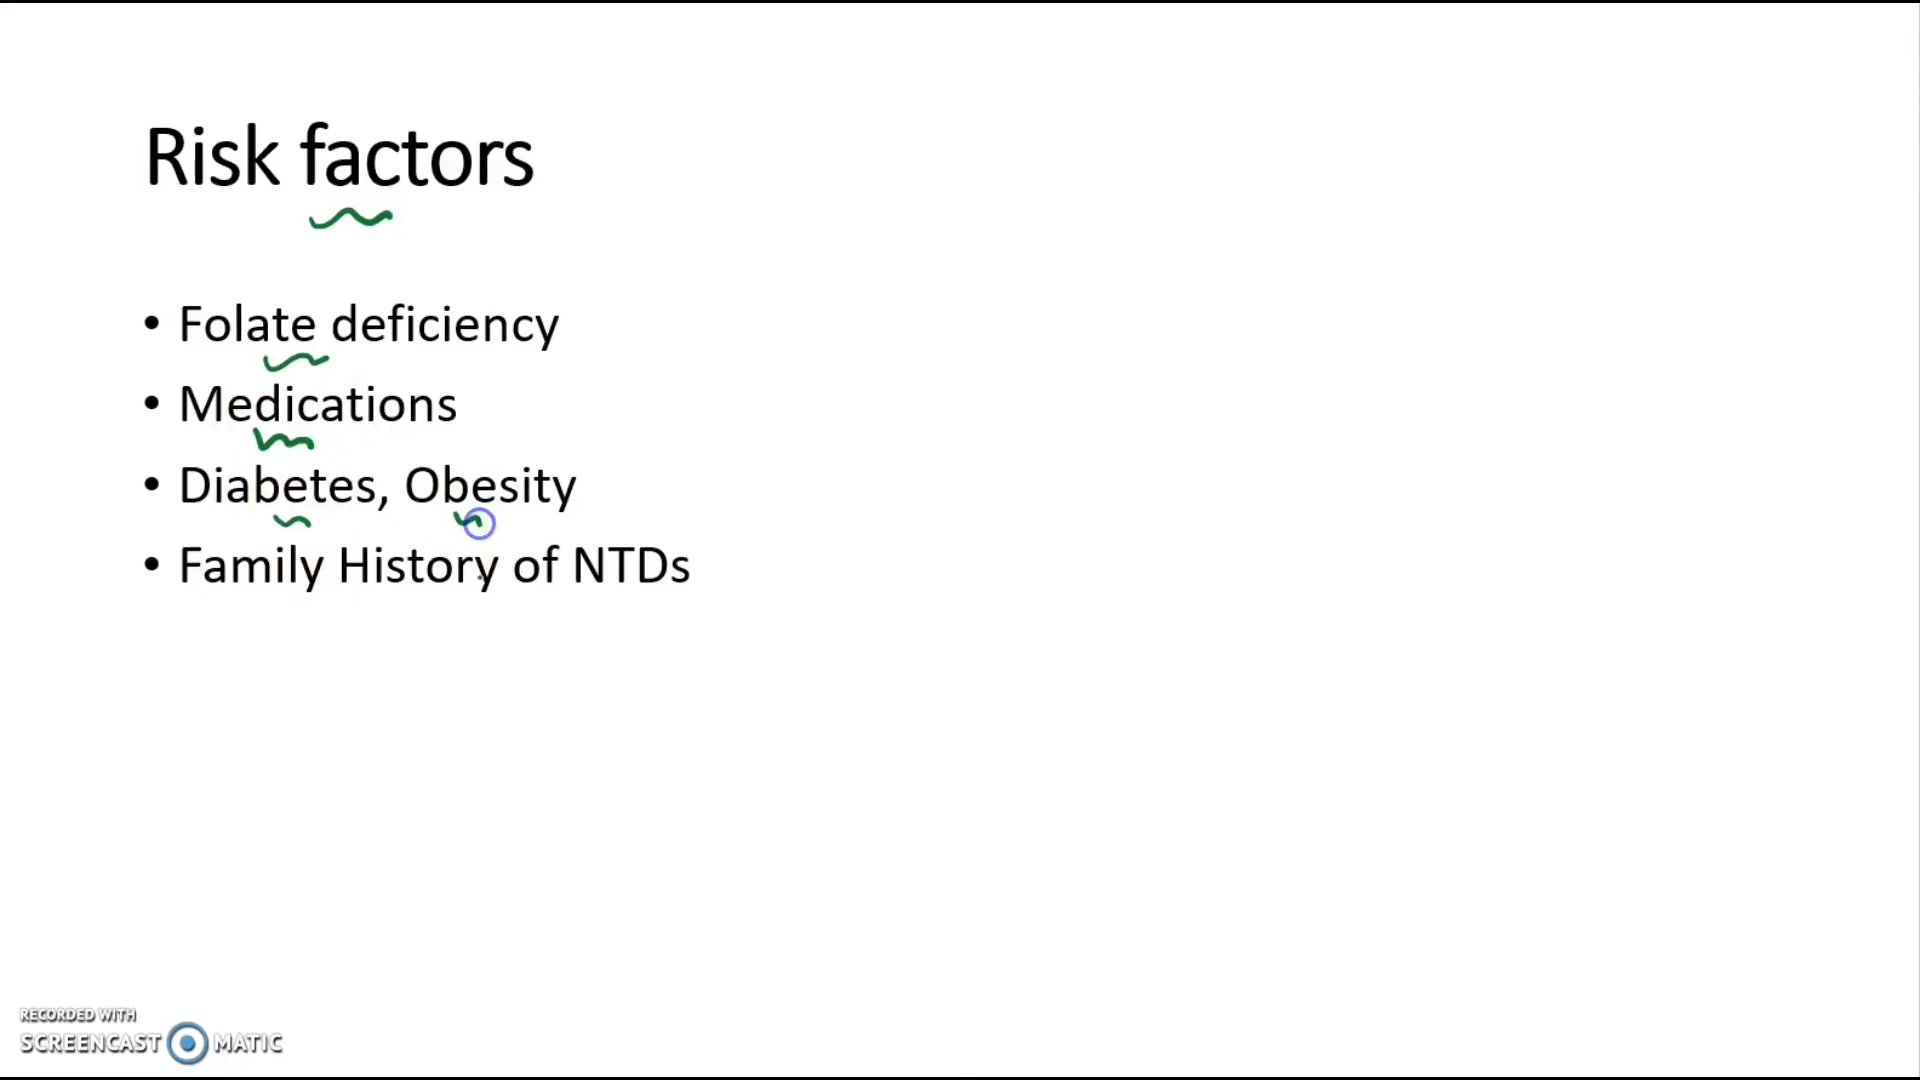 Risk factors
• Folate deficiency
• Medications
• Diabetes, Obesity
• Family History of NTDs
RECORDED WITH
SCREENCAST MATIC